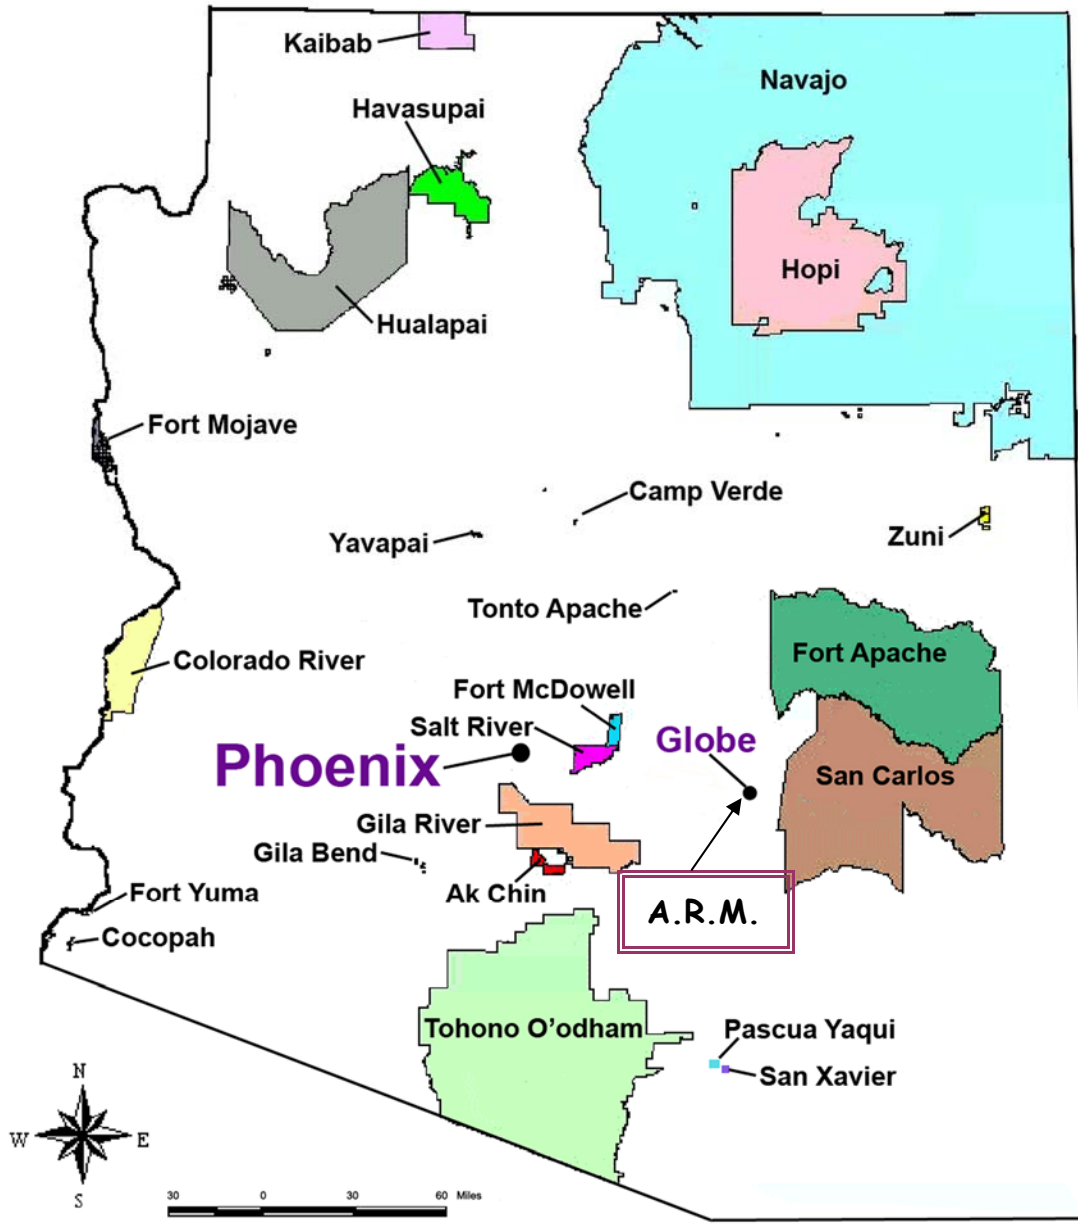 Kaibab
Navajo
Havasupai
Hopi
Hualapai
Fort Mojave
Camp Verde
Yavapai
Zuni
Tonto Apache
Fort Apache
Colorado River
Fort McDowell
Salt River
Globe
Phoenix
San Carlos
Gila River
Gila Bend
Ak Chin
Fort Yuma
A.R.M.
Cocopah
Tohono O’odham
Pascua Yaqui
San Xavier
N
W
E
S
30 0 30 60 Miles